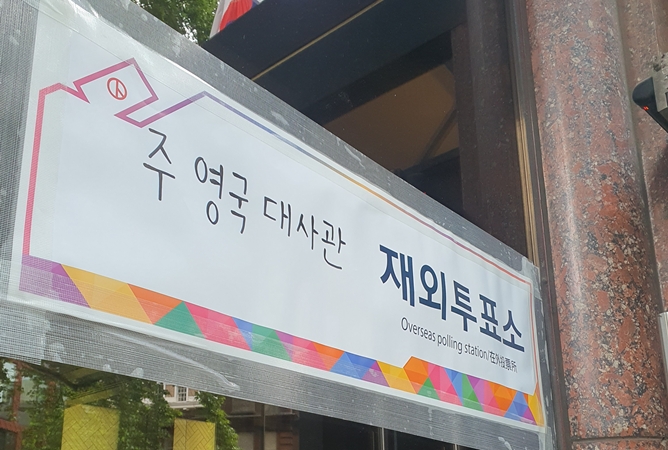 주 영국 대사관
재외투표소
Overseas polling station/在外投票所